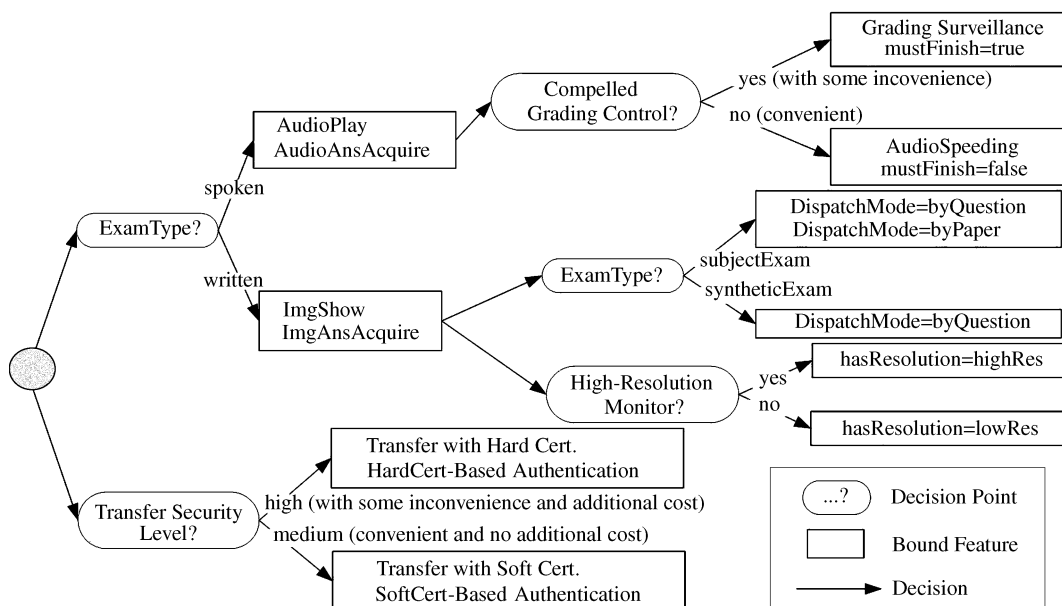 Grading Surveillance
mustFinish=true
yes (with some incovenience)
Compelled
Grading Control?
no (convenient)
AudioPlay
AudioAnsAcquire
AudioSpeeding
mustFinish=false
spoken
ExamType?
DispatchMode=byQuestion
DispatchMode=byPaper
written
ExamType?
subjectExam
syntheticExam
ImgShow
ImgAnsAcquire
DispatchMode=byQuestion
High-Resolution
Monitor?
yes
no
hasResolution=highRes
hasResolution=lowRes
Transfer with Hard Cert.
HardCert-Based Authentication
high (with some inconvenience and additional cost)
Transfer Security
Level?
medium (convenient and no additional cost)
Transfer with Soft Cert.
SoftCert-Based Authentication
...?
Decision Point
Bound Feature
Decision